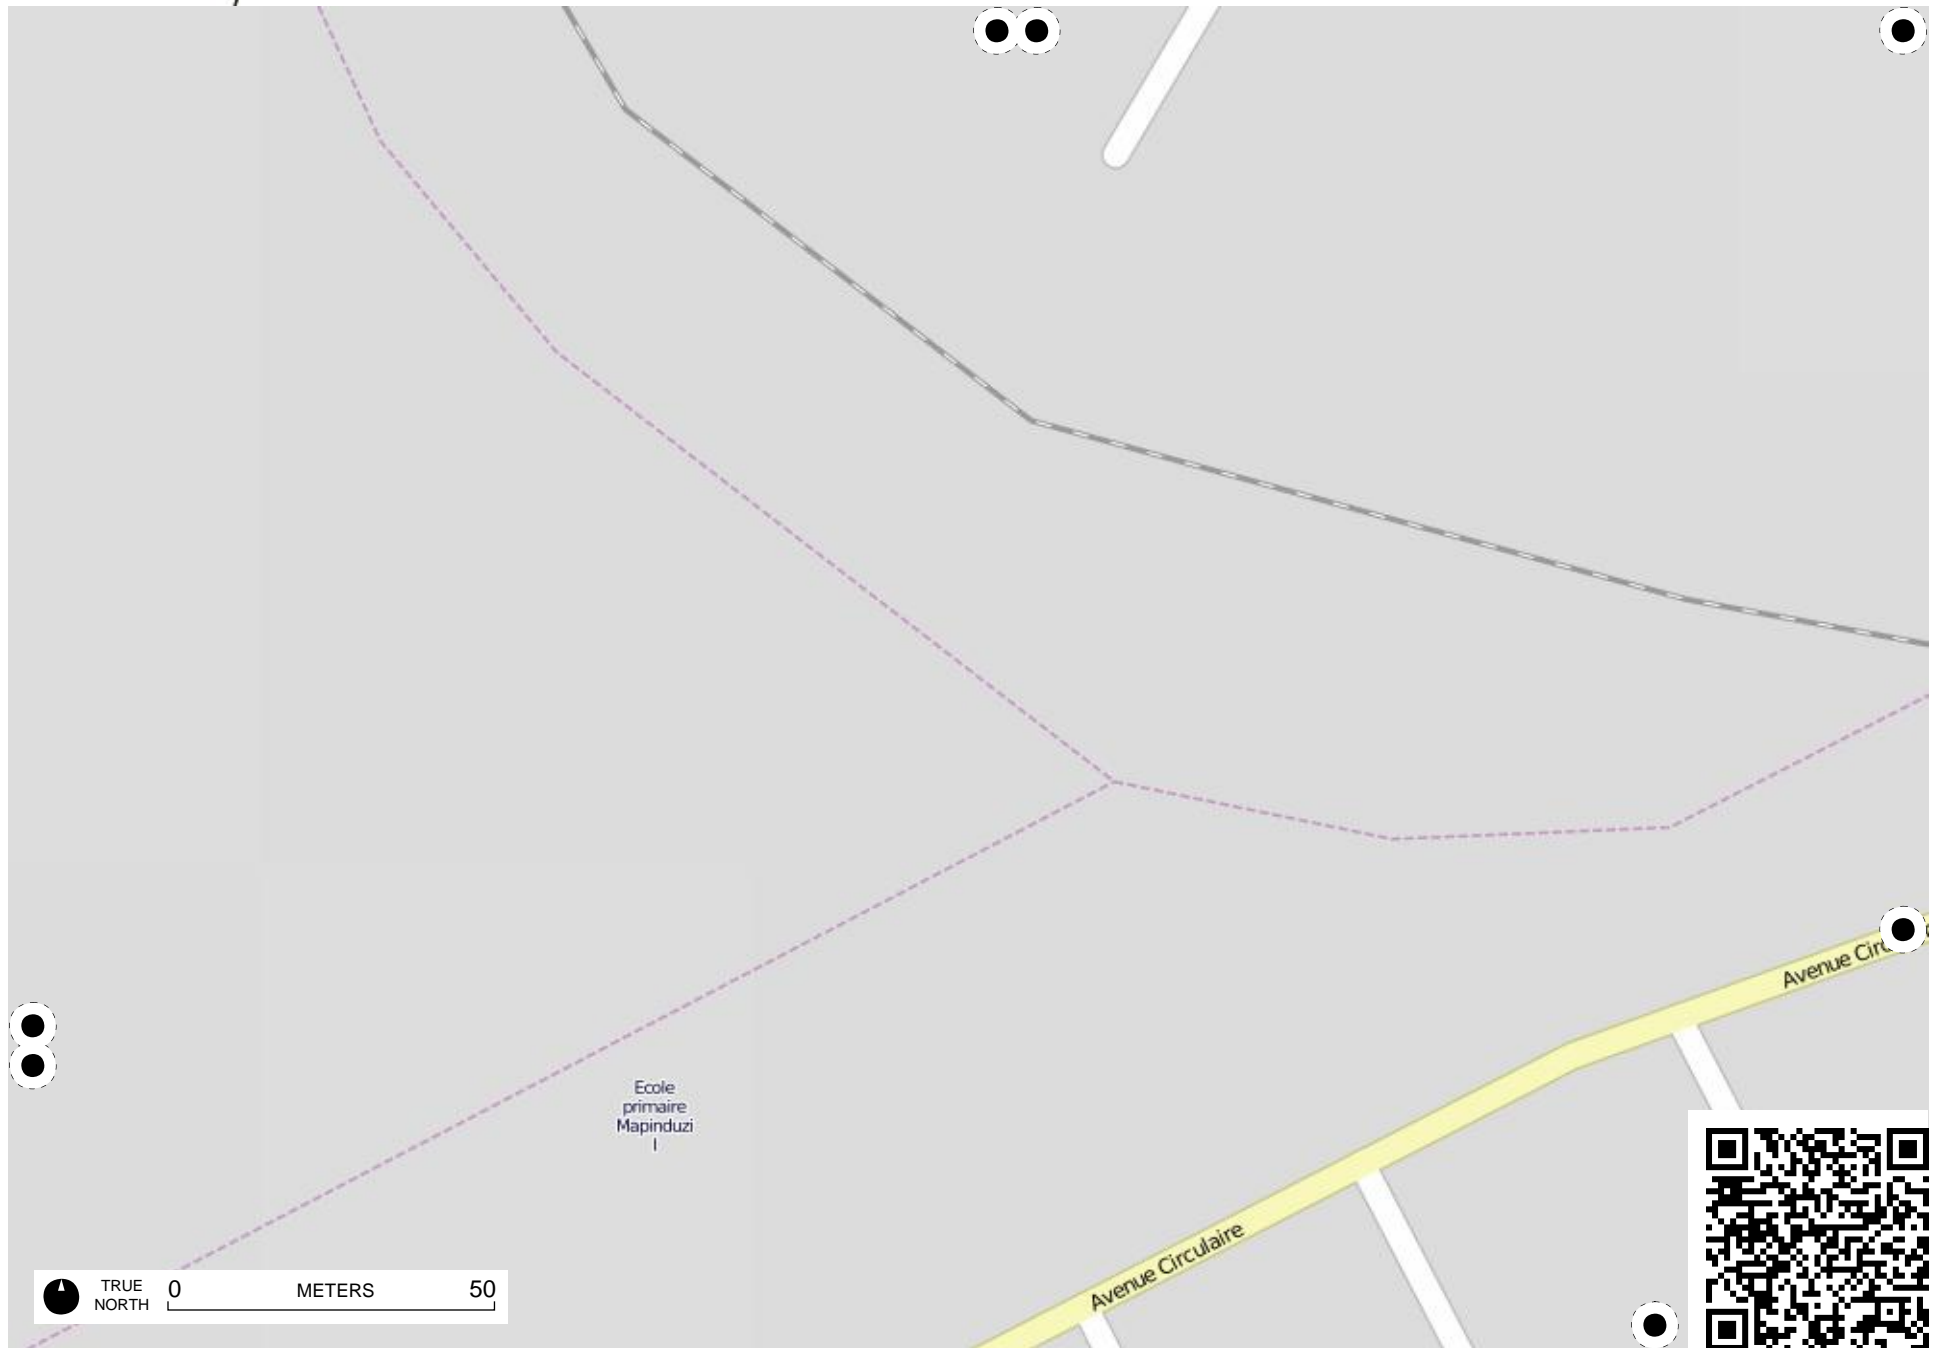 Avenue Circ
Ecole
primaire
Mapinduzi
I
Avenue Circulaire
TRUE
NORTH
0 METERS 50